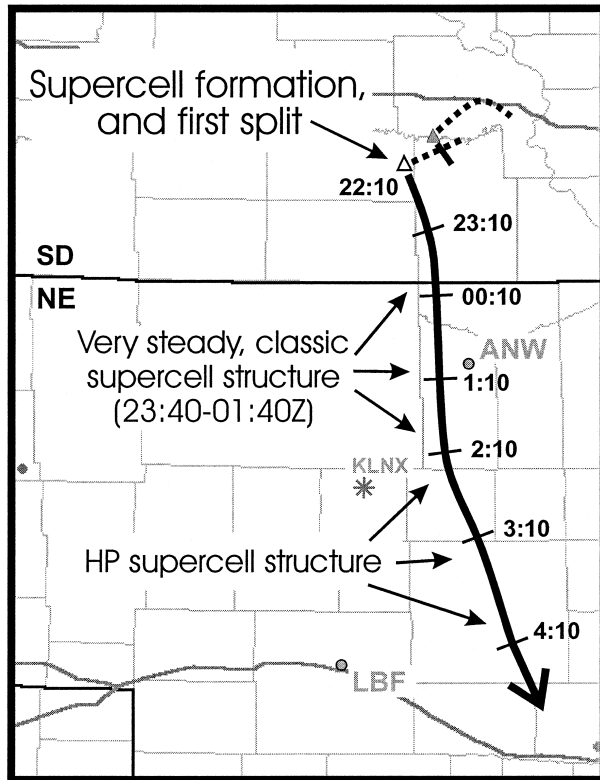 Supercell formation,
and first split
22:10
23:10
SD
NE
00:10
Very steady, classic
supercell structure
(23:40-01:40Z)
ANW
1:10
2:10
KLNX
3:10
HP supercell structure
4:10
LBF